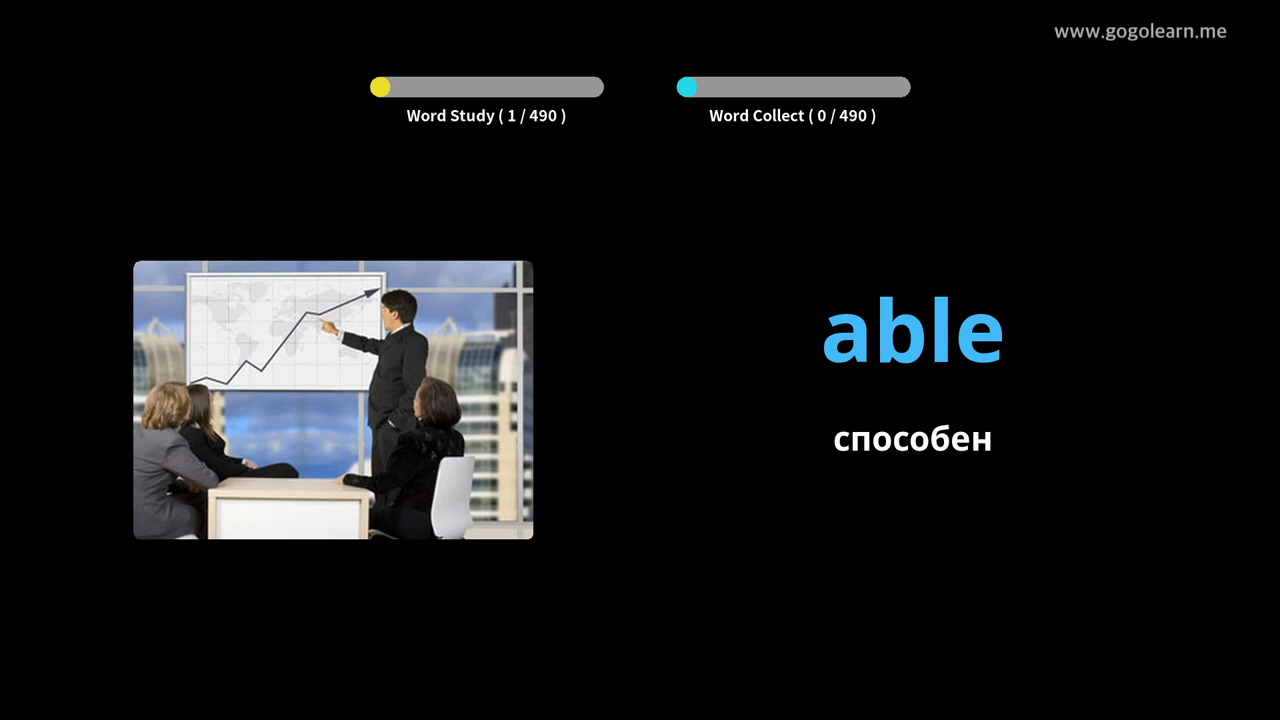 www.gogolearn.me
Word Study ( 1 / 490 )
Word Collect ( 0 / 490 )
able
способен